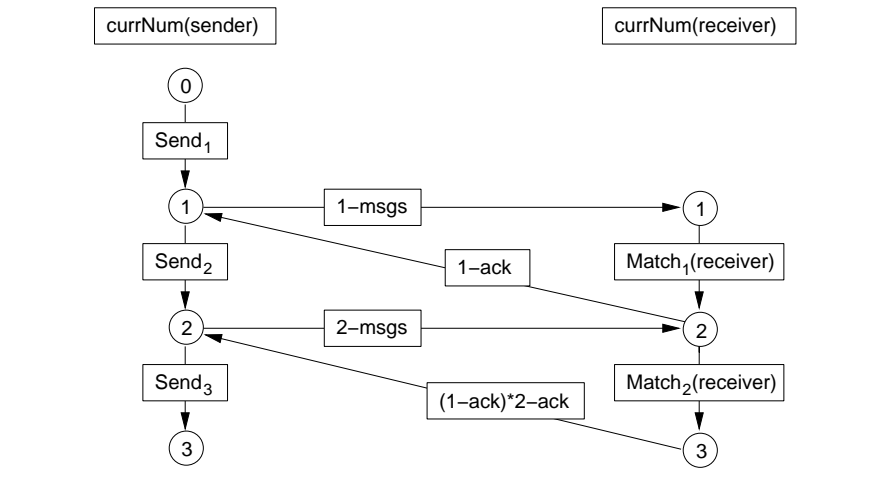 currNum(sender)
currNum(receiver)
0
Send1
1
1−msgs
1
Send2
1−ack
Match1(receiver)
2
2−msgs
2
Send3
(1−ack)*2−ack
Match2(receiver)
3
3